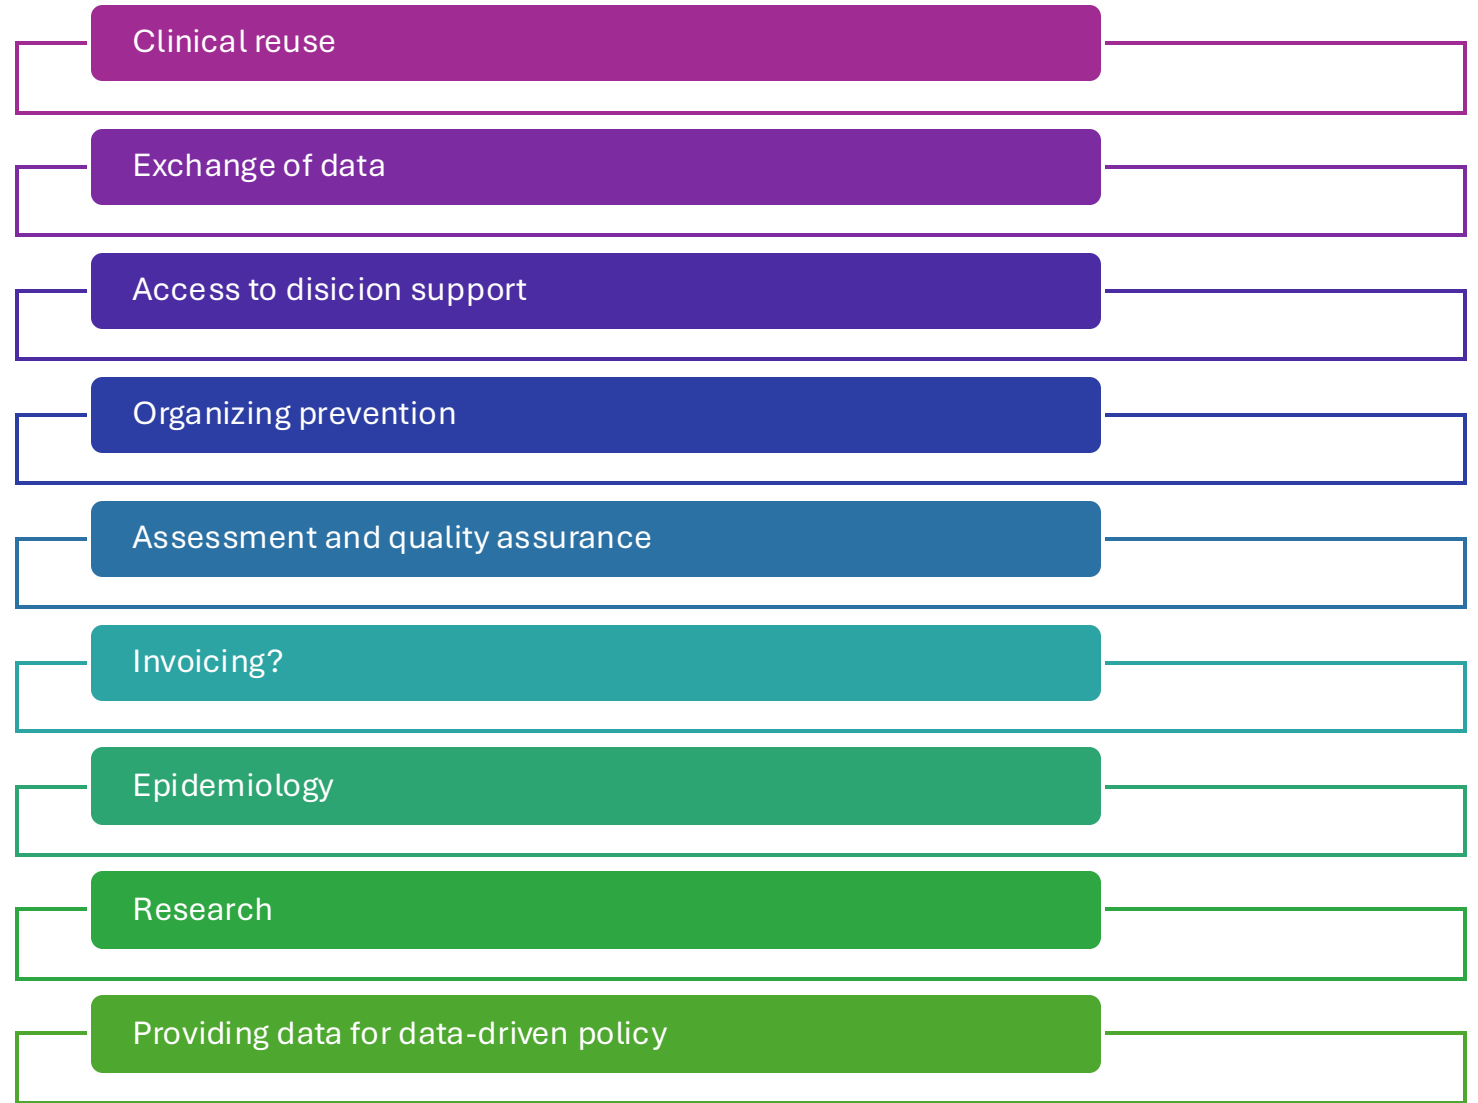 Clinical reuse
Exchange of data
Access to disicion support
Organizing prevention
Assessment and quality assurance
Invoicing?
Epidemiology
Research
Providing data for data-driven policy